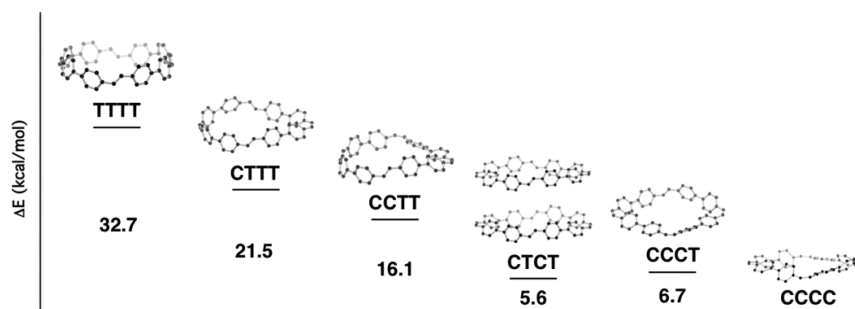 ΔE (kcal/mol)
TTTT
32.7
CTTT
21.5
CCTT
16.1
CTCT
5.6
CCCT
6.7
CCCC